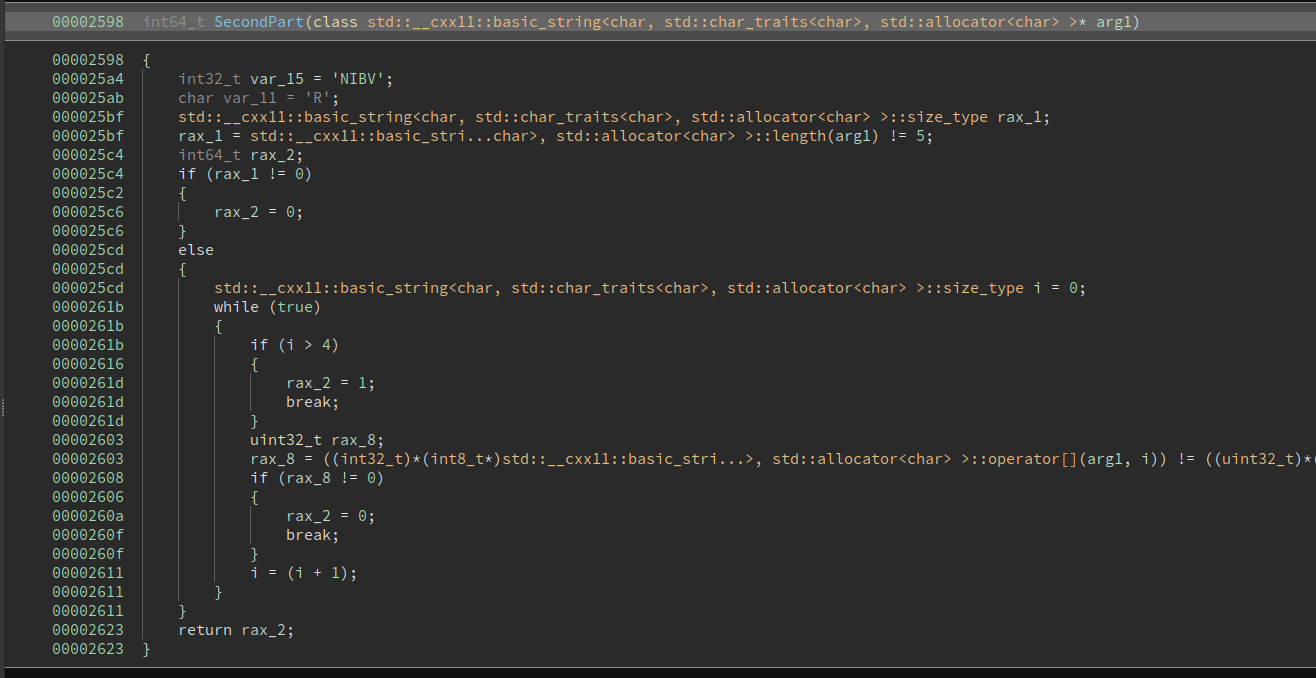 00002598 int64_t SecondPart(class std::__cxx11::basic_string<char, std::char_traits<char>, std::allocator<char> >* arg1)
00002598 {
000025a4 int32_t var_15 = 'NIBV';
000025ab char var_11 = 'R';
000025bf std::__cxx11::basic_string<char, std::char_traits<char>, std::allocator<char> >::size_type rax_1;
000025bf rax_1 = std::__cxx11::basic_stri...char>, std::allocator<char> >::length(arg1) != 5;
000025c4 int64_t rax_2;
000025c4 if (rax_1 != 0)
000025c2 {
000025c6 rax_2 = 0;
000025c6 }
000025cd else
000025cd {
000025cd std::__cxx11::basic_string<char, std::char_traits<char>, std::allocator<char> >::size_type i = 0;
0000261b while (true)
0000261b {
0000261b if (i > 4)
00002616 {
0000261d rax_2 = 1;
0000261d break;
0000261d }
00002603 uint32_t rax_8;
00002603 rax_8 = ((int32_t)*(int8_t*)std::__cxx11::basic_stri...>, std::allocator<char> >::operator[](arg1, i)) != ((uint32_t)*(
00002608 if (rax_8 != 0)
00002606 {
0000260a rax_2 = 0;
0000260f break;
0000260f }
00002611 i = (i + 1);
00002611 }
00002611 }
00002623 return rax_2;
00002623 }